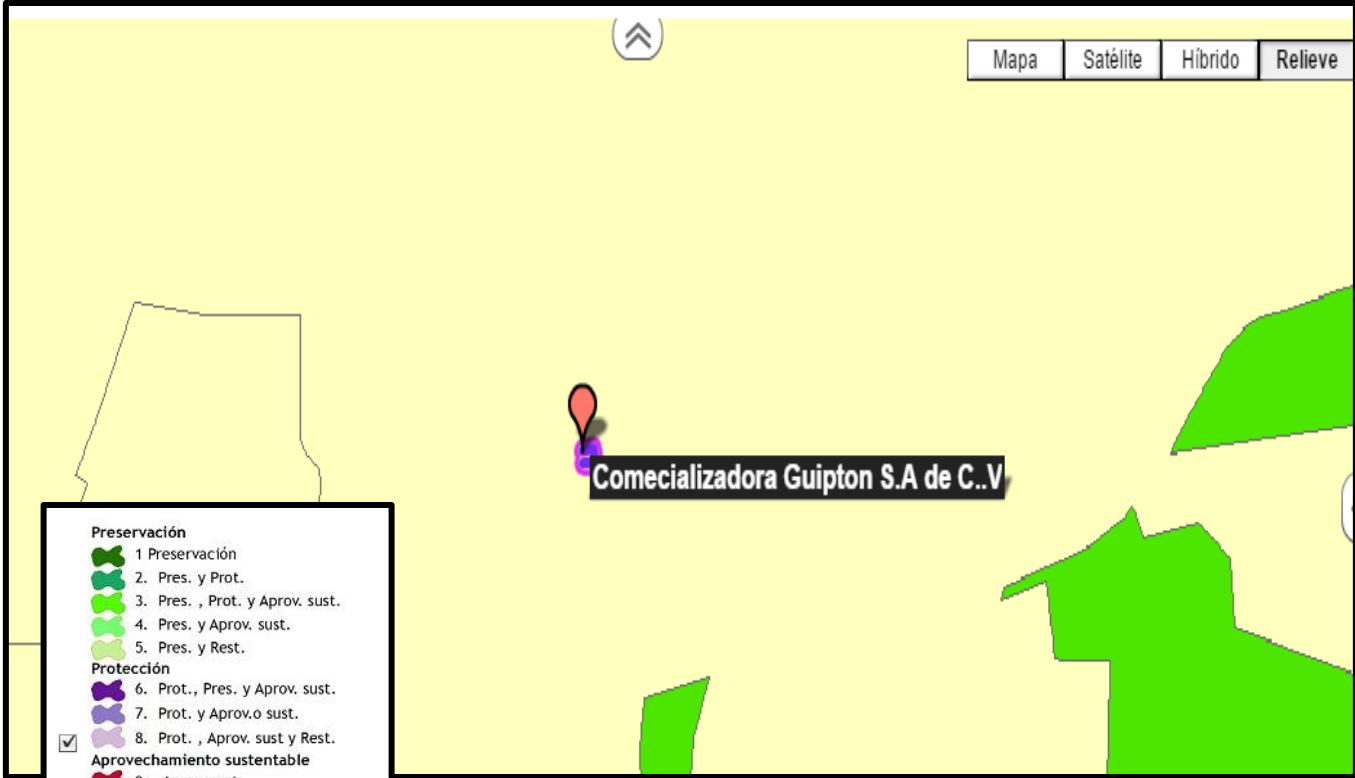 Mapa Satélite Híbrido Relieve
Comecializadora Guipton S.A de C..V
Preservación
1 Preservación
2. Pres. y Prot.
3. Pres. , Prot. y Aprov. sust.
4. Pres. y Aprov. sust.
5. Pres. y Rest.
Protección
6. Prot., Pres. y Aprov. sust.
7. Prot. y Aprov.o sust.
8. Prot. , Aprov. sust y Rest.
Aprovechamiento sustentable